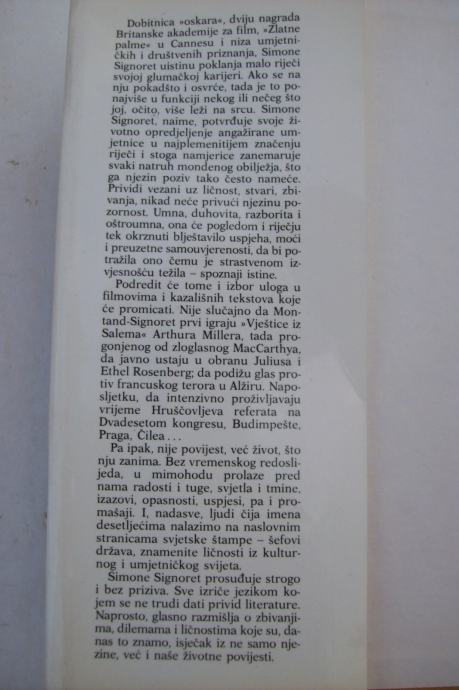 Dobitnica »oskara«, dviju nagrada
Britanske akademije za film, »Zlatne
palme« u Cannesu i niza umjetni-
čkih i društvenih priznanja, Simone
Signoret uistinu poklanja malo riječi
svojoj glumačkoj karijeri. Ako se na
nju pokadšto i osvrće, tada je to po-
najviše u funkciji nekog ili nečeg što
joj, očito, više leži na srcu. Simone
Signoret, naime, potvrđuje svoje ži-
votno opredjeljenje angažirane um-
jetnice u najplemenitijem značenju
riječi i stoga namjerice zanemaruje
svaki natruh mondenog obilježja, što
ga njezin poziv tako često nameće.
Prividi vezani uz ličnost, stvari, zbi-
vanja, nikad neće privući njezinu po-
zornost. Umna, duhovita, razborita i
oštroumna, ona će pogledom i riječju
tek okrznuti blještavilo uspjeha, moći
i preuzetne samouvjerenosti, da bi po-
tražila ono čemu je strastvenom iz-
vjesnošću težila – spoznaji istine.
Podredit će tome i izbor uloga u
filmovima i kazališnih tekstova koje
će promicati. Nije slučajno da Mon-
tand-Signoret prvi igraju »Vještice iz
Salema« Arthura Millera, tada pro-
gonjenog od zloglasnog MacCarthya,
da javno ustaju u obranu Juliusa i
Ethel Rosenberg; da podižu glas pro-
tiv francuskog terora u Alžiru. Napo-
sljetku, da intenzivno proživljavaju
vrijeme Hruščovljeva referata na
Dvadesetom kongresu, Budimpešte,
Praga, Čilea ...
Pa ipak, nije povijest, već život, što
nju zanima. Bez vremenskog redosli-
jeda, u mimohodu prolaze pred
nama radosti i tuge, svjetla i tmine,
izazovi, opasnosti, uspjesi, pa i pro-
mašaji. I, nadasve, ljudi čija imena
desetljećima nalazimo na naslovnim
stranicama svjetske štampe – šefovi
država, znamenite ličnosti iz kultur-
nog i umjetničkog svijeta.
Simone Signoret prosuđuje strogo
i bez priziva. Sve izriče jezikom ko-
jem se ne trudi dati privid literature.
Naprosto, glasno razmišlja o zbivanji-
ma, dilemama i ličnostima koje su, da-
nas to znamo, isječak iz ne samo nje-
zine, već i naše životne povijesti.